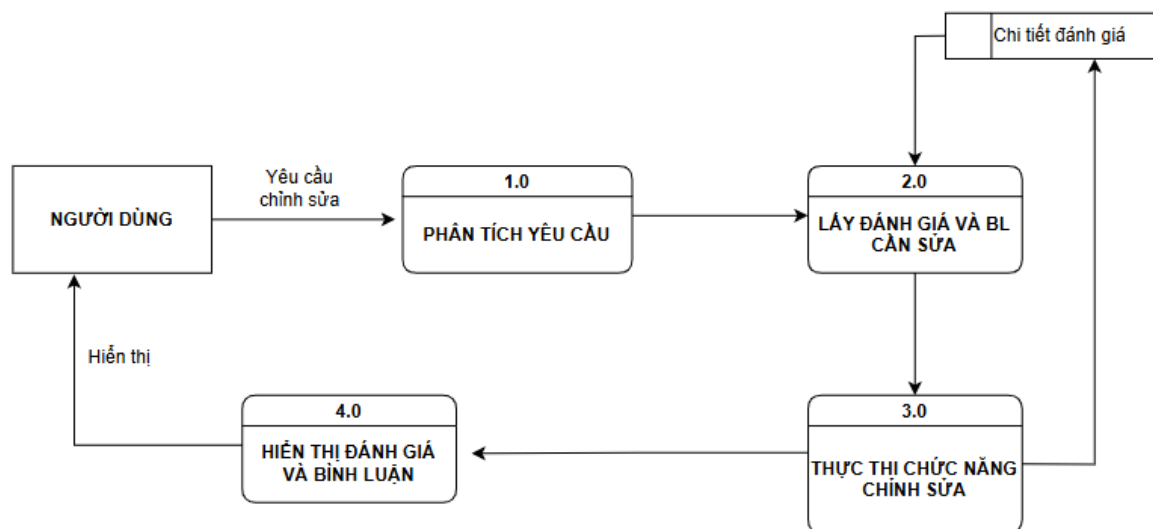 Chi tiết đánh giá
NGƯỜI DÙNG
Yêu cầu
chỉnh sửa
1.0
PHÂN TÍCH YÊU CẦU
2.0
LẤY ĐÁNH GIÁ VÀ BL
CẦN SỬA
Hiển thị
4.0
HIỂN THỊ ĐÁNH GIÁ
VÀ BÌNH LUẬN
3.0
THỰC THI CHỨC NĂNG
CHỈNH SỬA